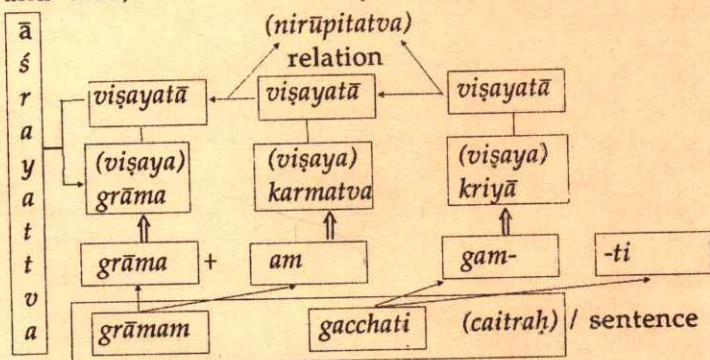 āśrayattva
(nirūpitatva)
relation
viṣayatā viṣayatā viṣayatā
(viṣaya) (viṣaya) (viṣaya)
grāma karmatva kriyā
grāma + am gam- -ti
grāmam gacchati (caitraḥ) / sentence